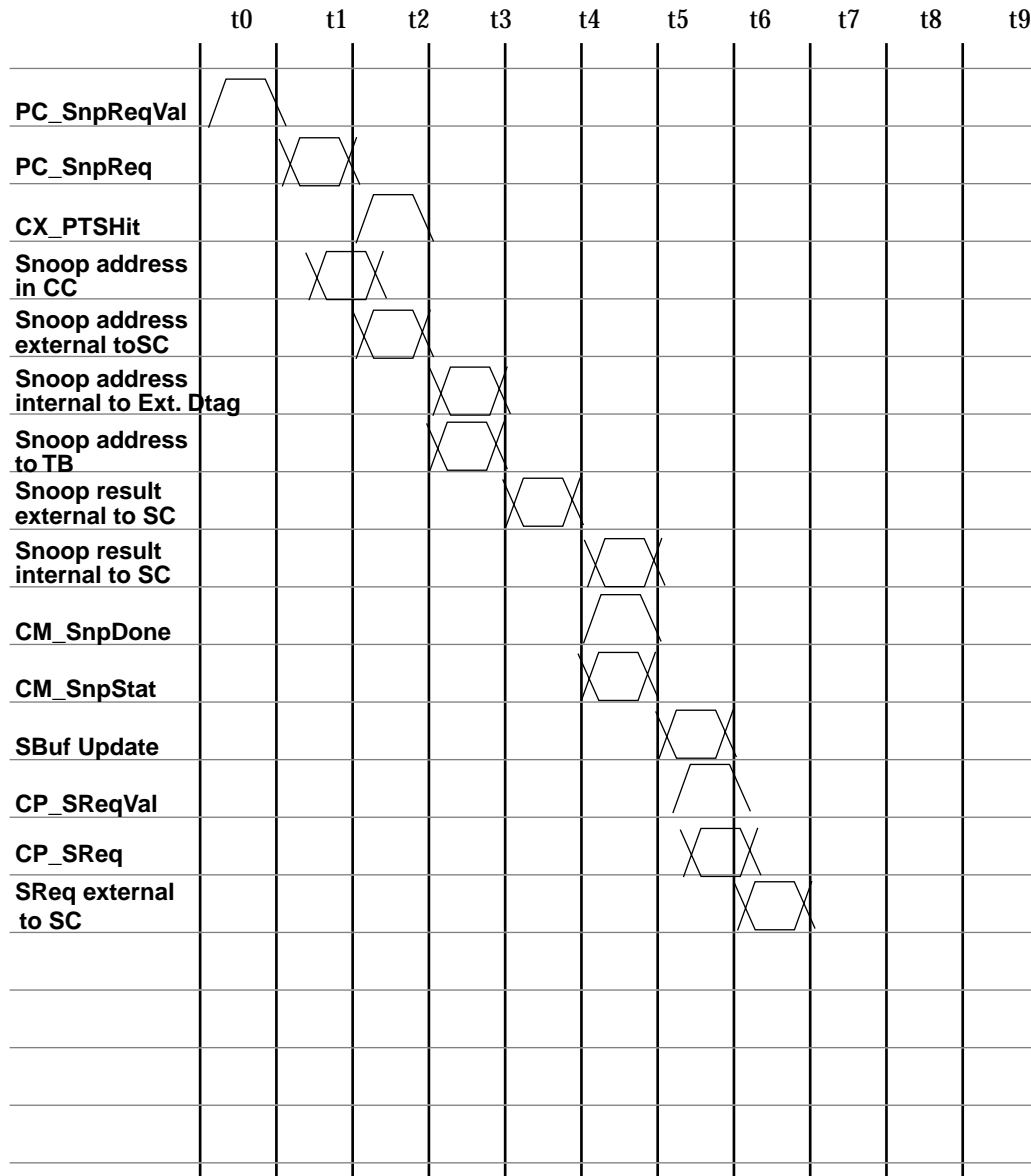 t0 t1 t2 t3 t4 t5 t6 t7 t8 t9
PC_SnpReqVal
PC_SnpReq
CX_PTSHit
Snoop address
in CC
Snoop address
external toSC
Snoop address
internal to Ext. Dtag
Snoop address
to TB
Snoop result
external to SC
Snoop result
internal to SC
CM_SnpDone
CM_SnpStat
SBuf Update
CP_SReqVal
CP_SReq
SReq external
to SC